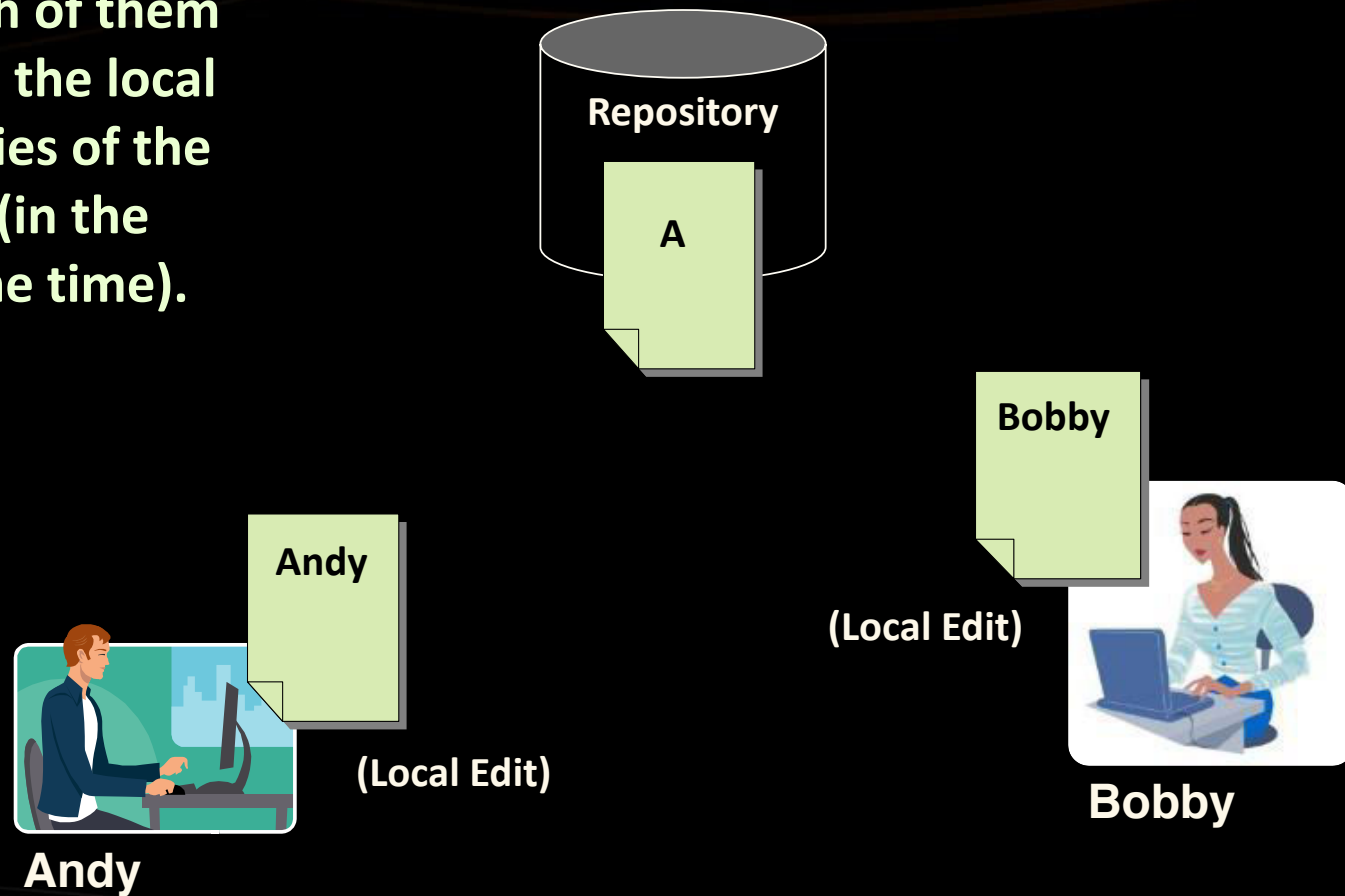 of them
the local
ies of the
(in the
e time).
Repository
A
Bobby
Andy
(Local Edit)
(Local Edit)
Bobby
Andy